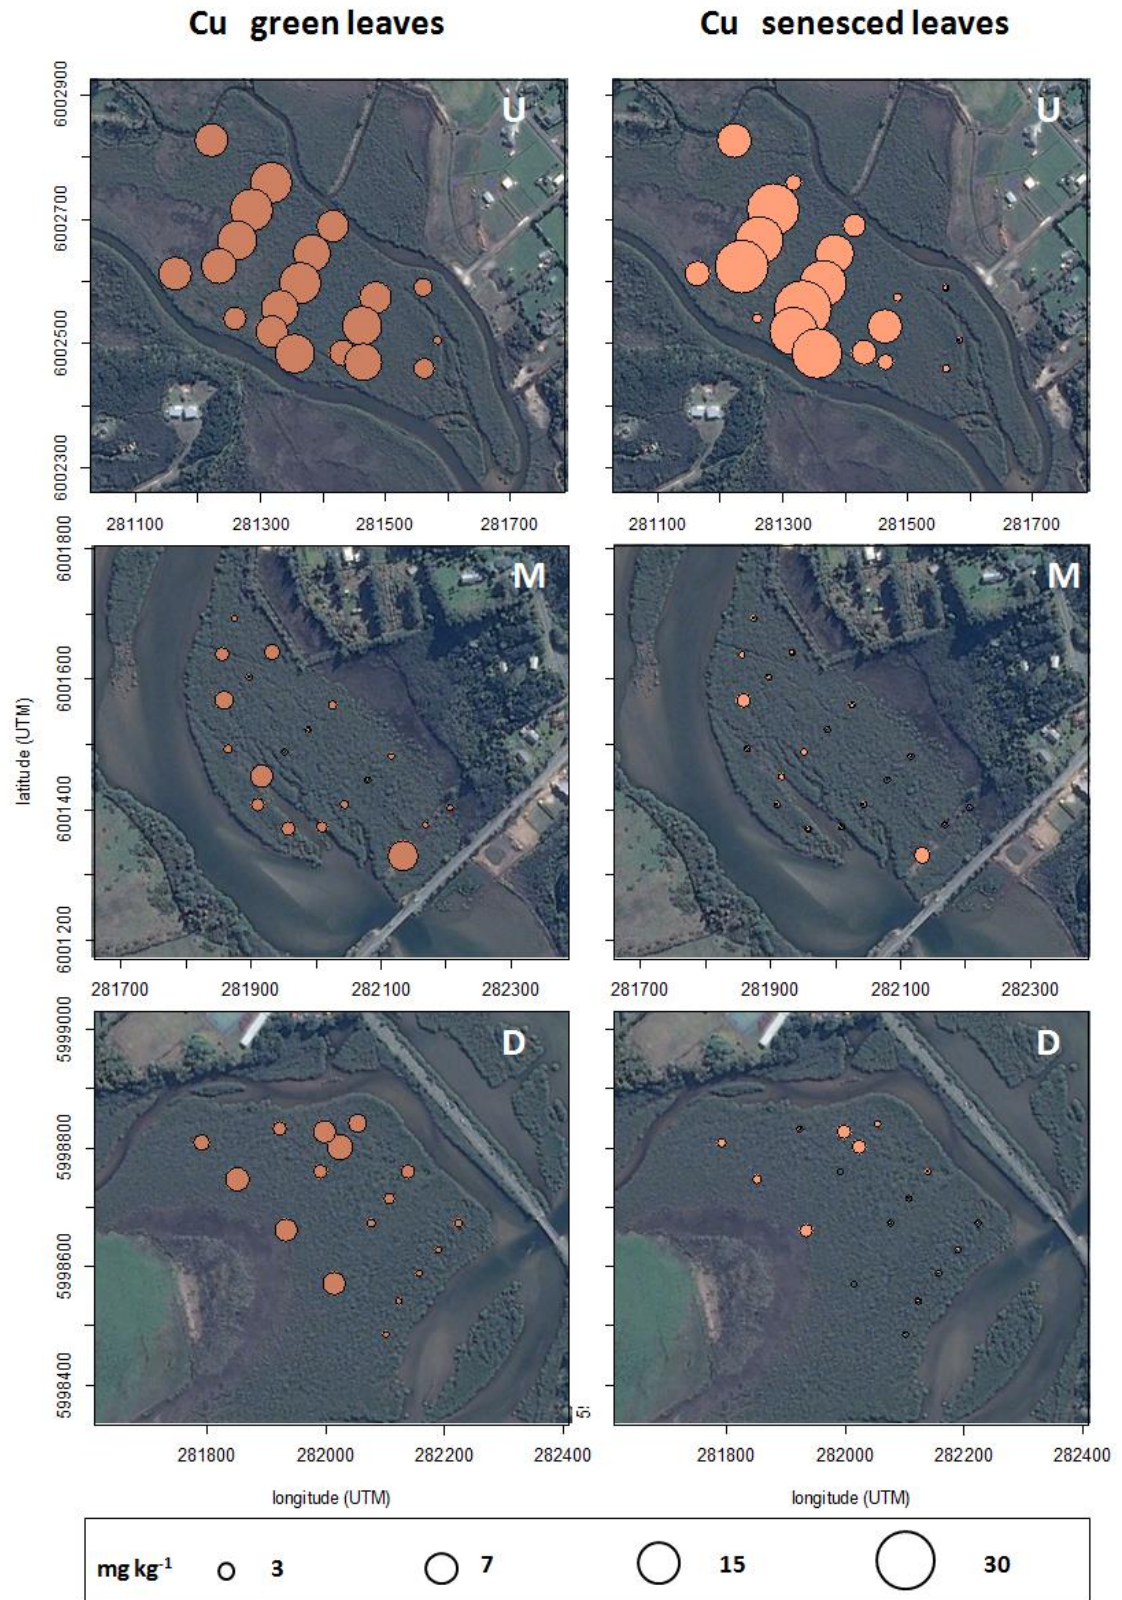 Cu green leaves
Cu senesced leaves
6002900
6002700
6002500
6002300
U
U
281100 281300 281500 281700
281100 281300 281500 281700
latitude (UTM)
6001800
6001600
6001400
6001200
M
M
281700 281900 282100 282300
281700 281900 282100 282300
5999000
5998800
5998600
5998400
D
D
281800 282000 282200 282400
281800 282000 282200 282400
longitude (UTM)
longitude (UTM)
mg kg-1 3 7 15 30